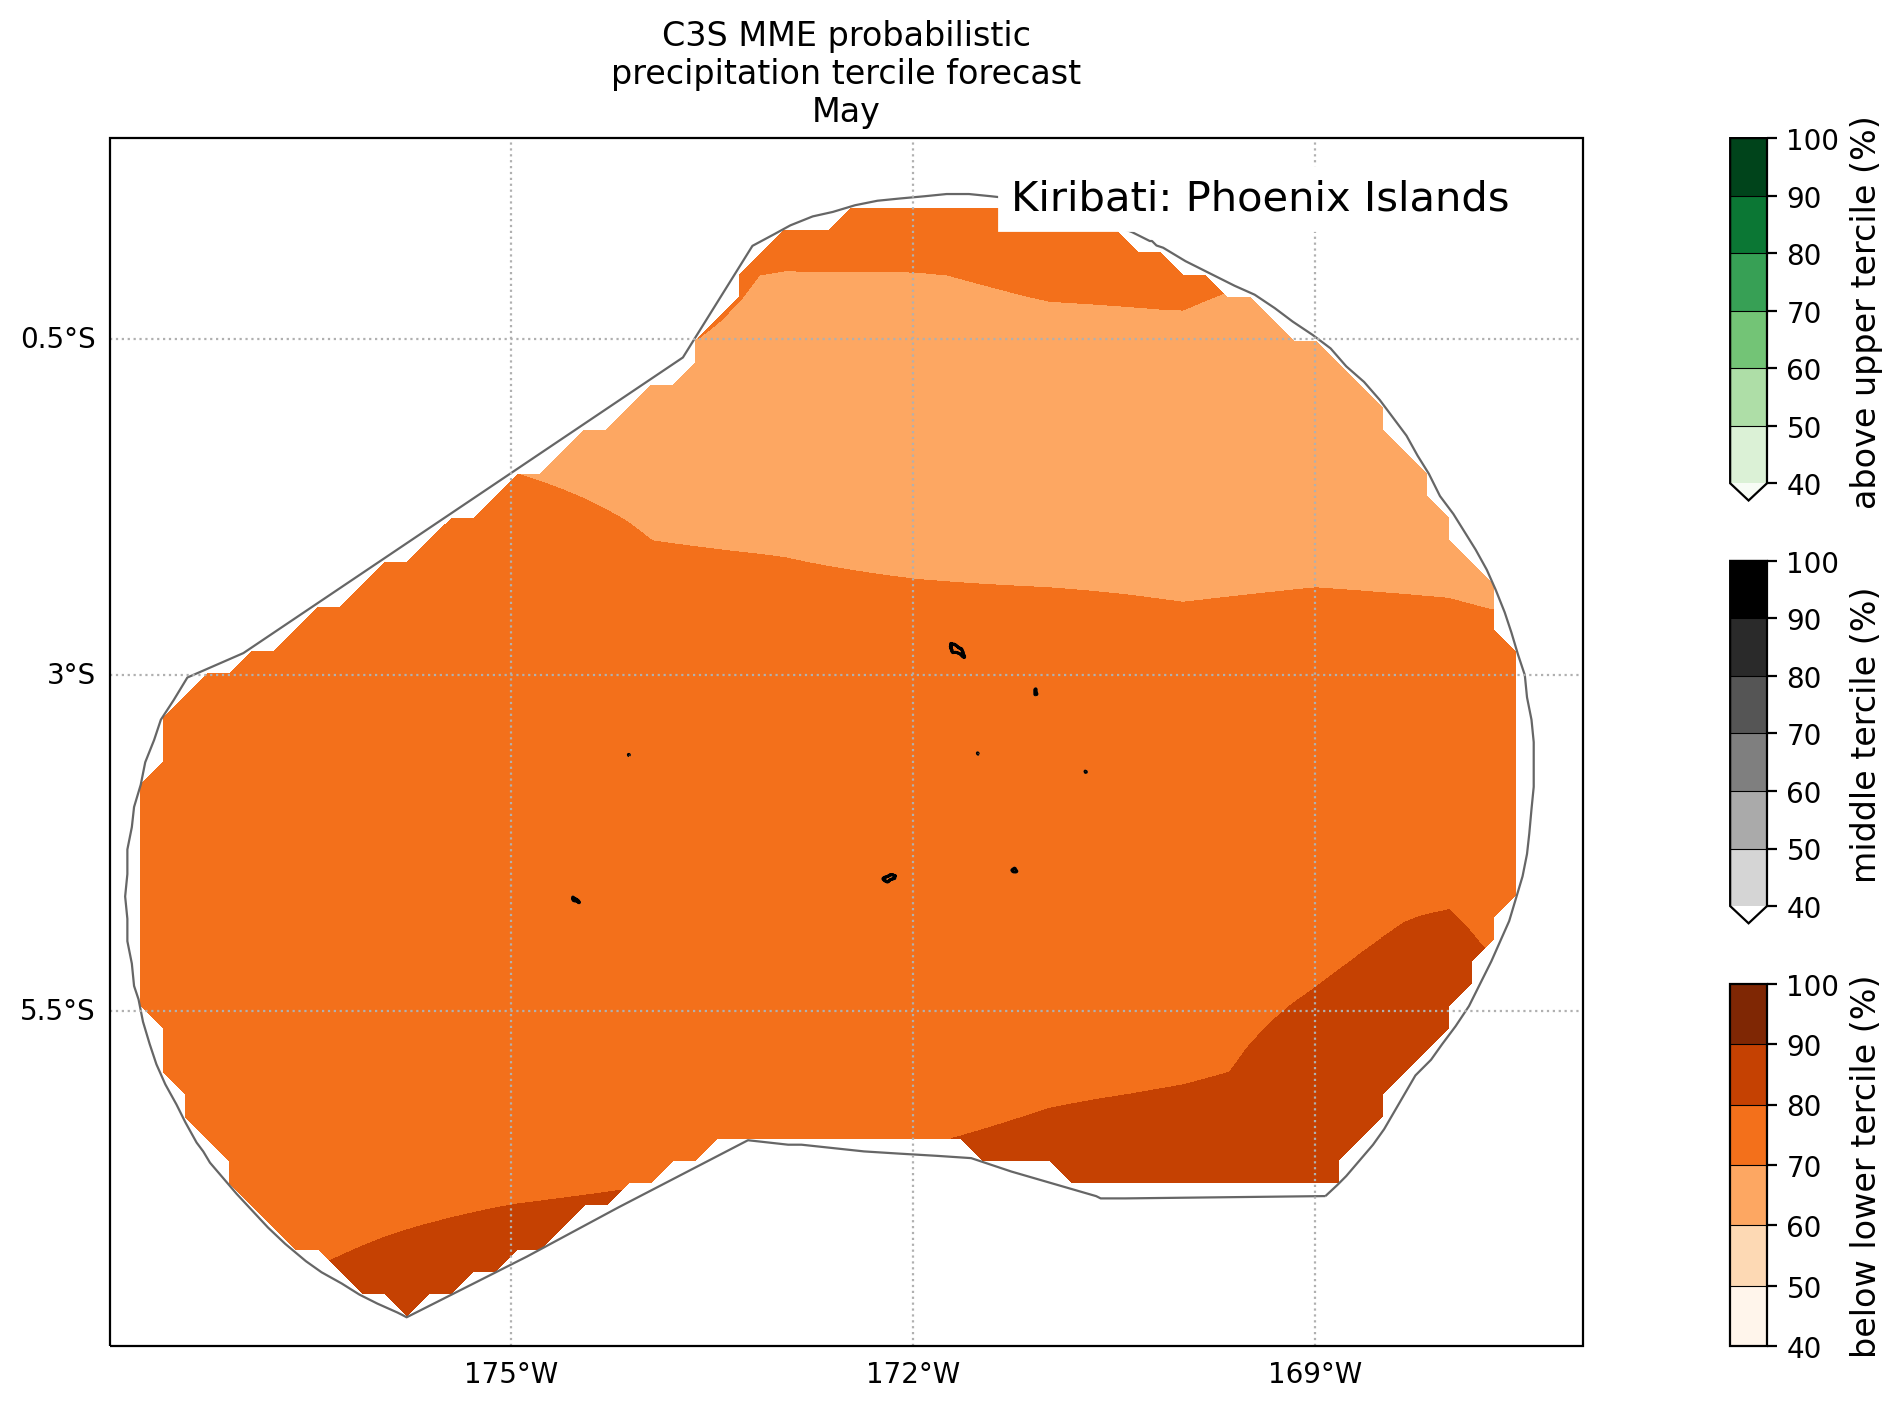 C3S MME probabilistic
precipitation tercile forecast
May
Kiribati: Phoenix Islands
0.5°S
3°S
5.5°S
175°W
172°W
169°W
100
90
80
70
60
50
40
above upper tercile (%)
100
90
80
70
60
50
40
middle tercile (%)
100
90
80
70
60
50
40
below lower tercile (%)